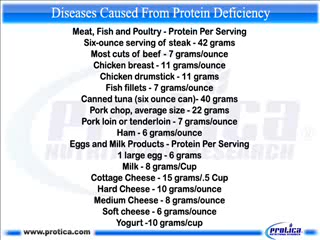 Diseases Caused From Protein Deficiency
Meat, Fish and Poultry - Protein Per Serving
Six-ounce serving of steak - 42 grams
Most cuts of beef - 7 grams/ounce
Chicken breast - 11 grams/ounce
Chicken drumstick - 11 grams
Fish fillets - 7 grams/ounce
Canned tuna (six ounce can)- 40 grams
Pork chop, average size - 22 grams
Pork loin or tenderloin - 7 grams/ounce
Ham - 6 grams/ounce
Eggs and Milk Products - Protein Per Serving
1 large egg - 6 grams
Milk - 8 grams/Cup
Cottage Cheese - 15 grams/.5 Cup
Hard Cheese - 10 grams/ounce
Medium Cheese - 8 grams/ounce
Soft cheese - 6 grams/ounce
Yogurt -10 grams/cup
www.protica.com
protica